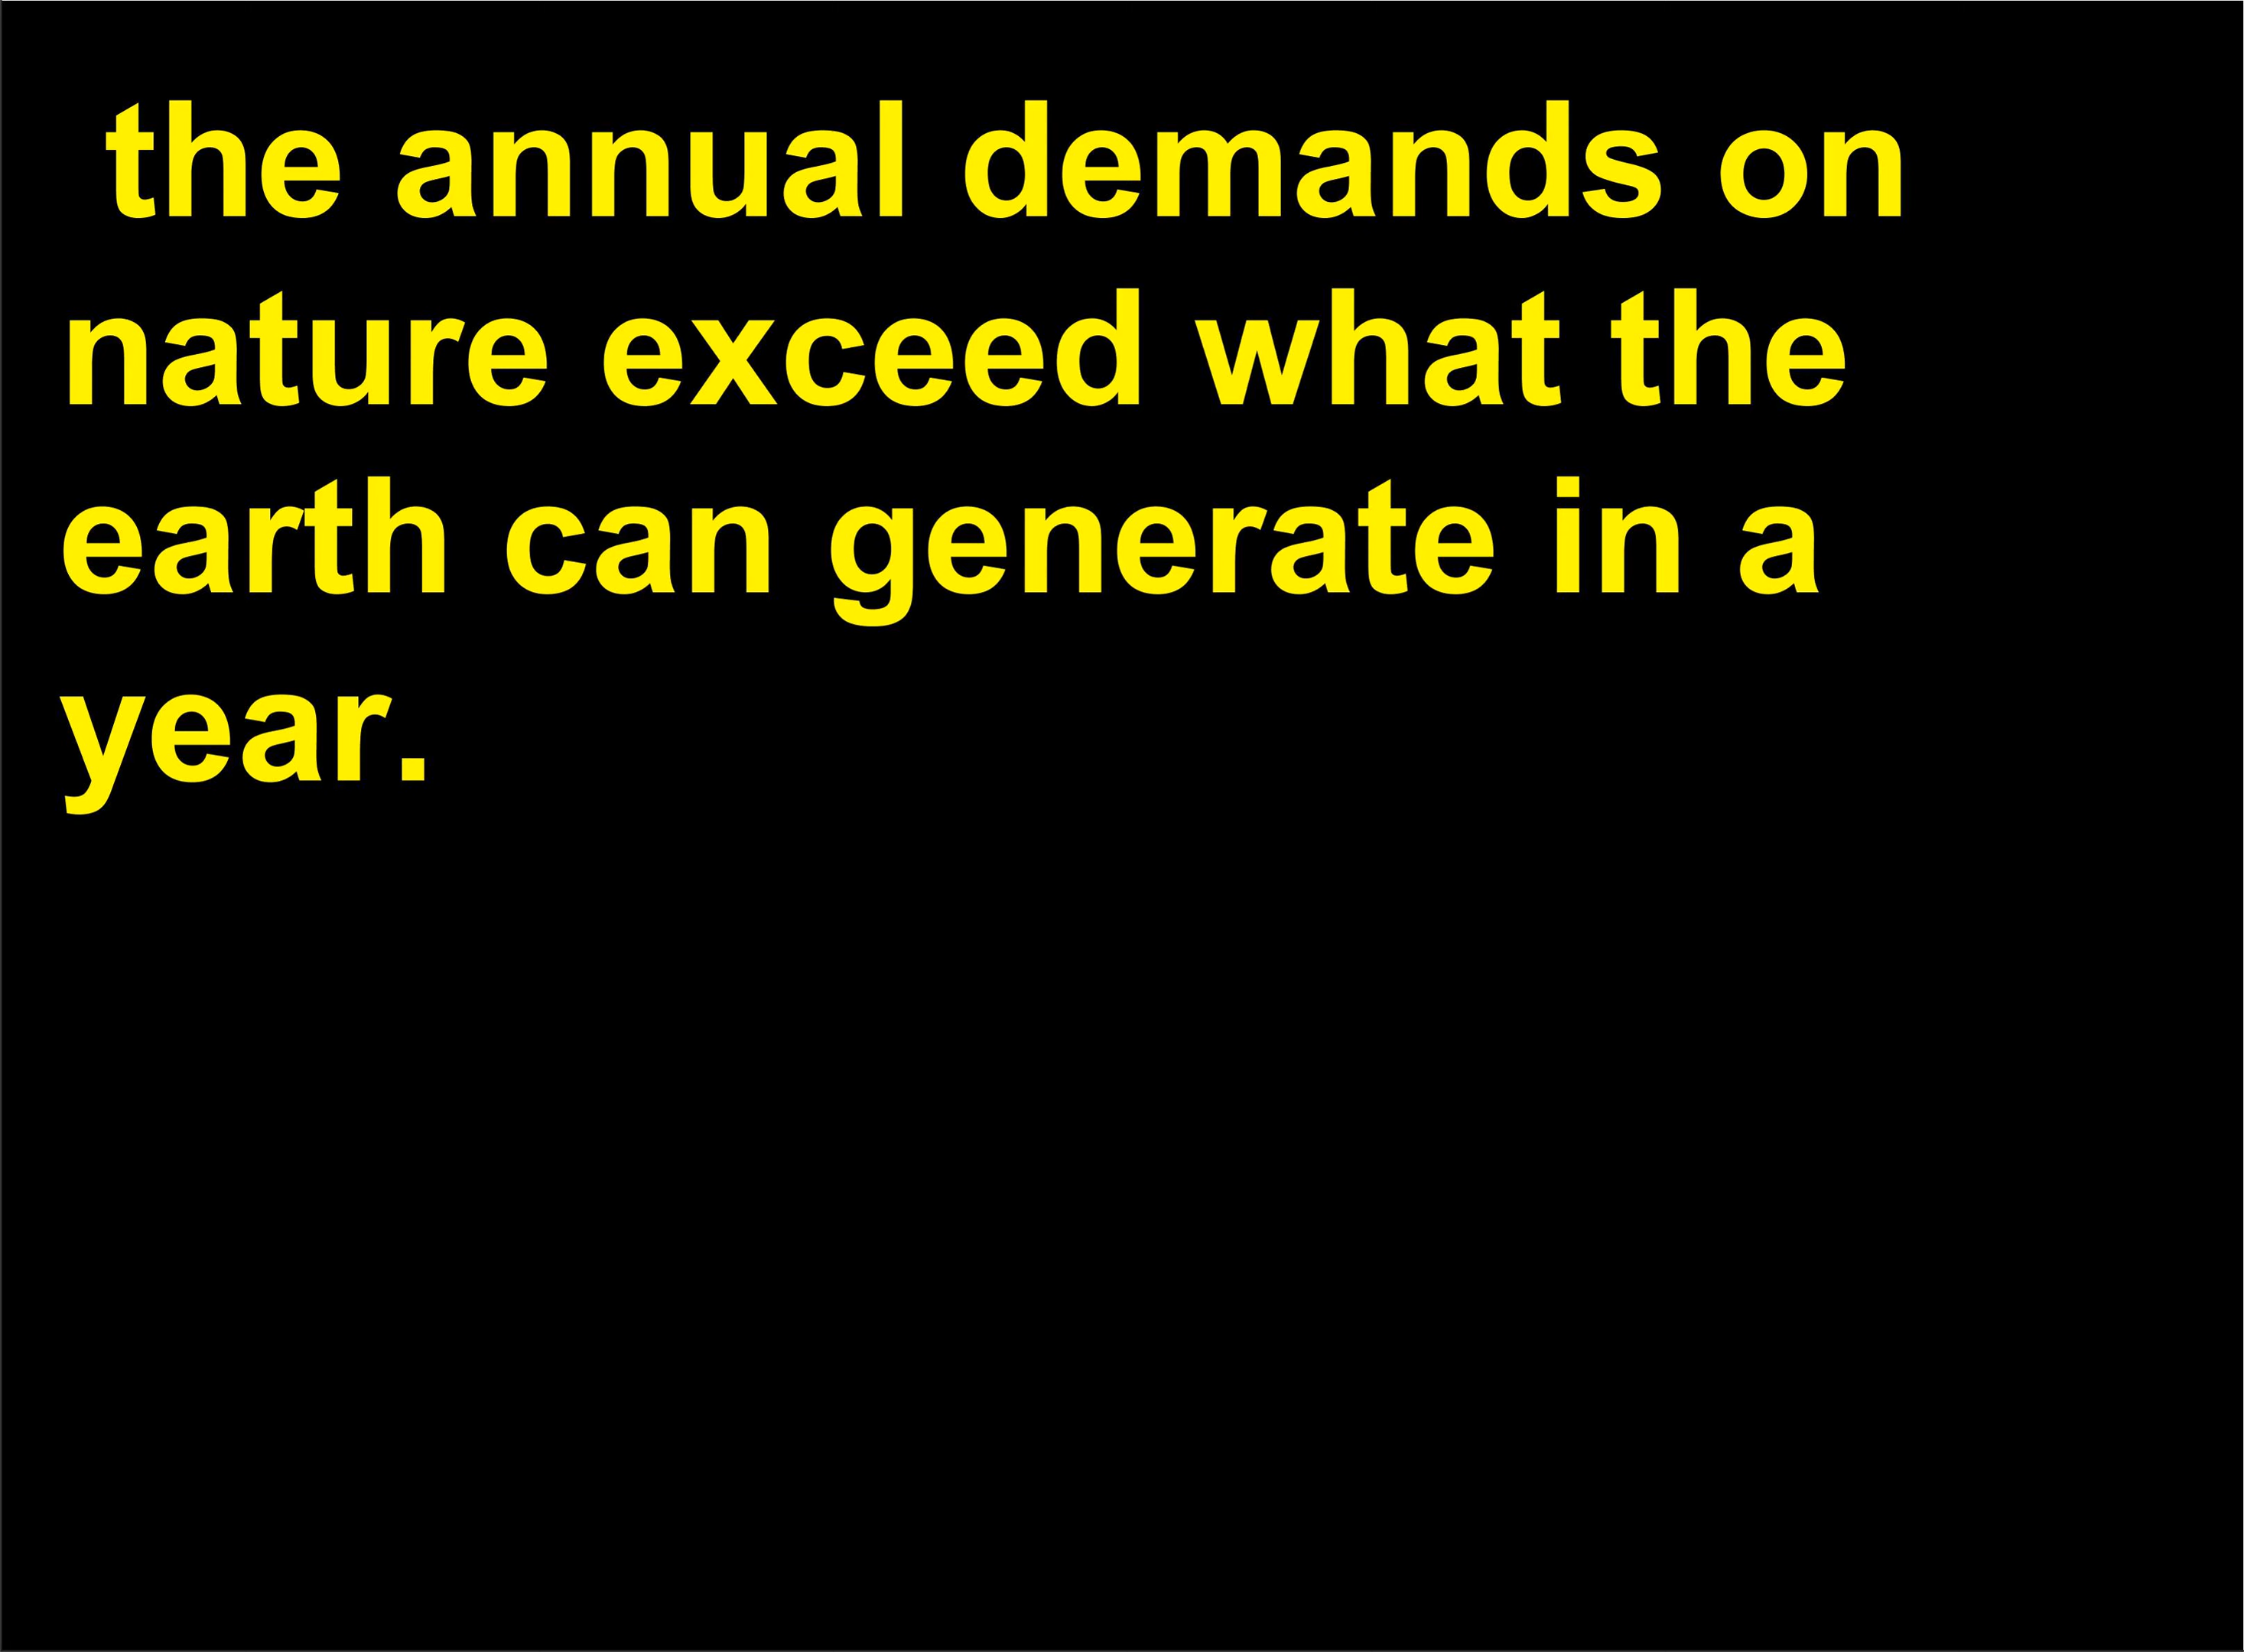 the annual demands on
nature exceed what the
earth can generate in a
year.